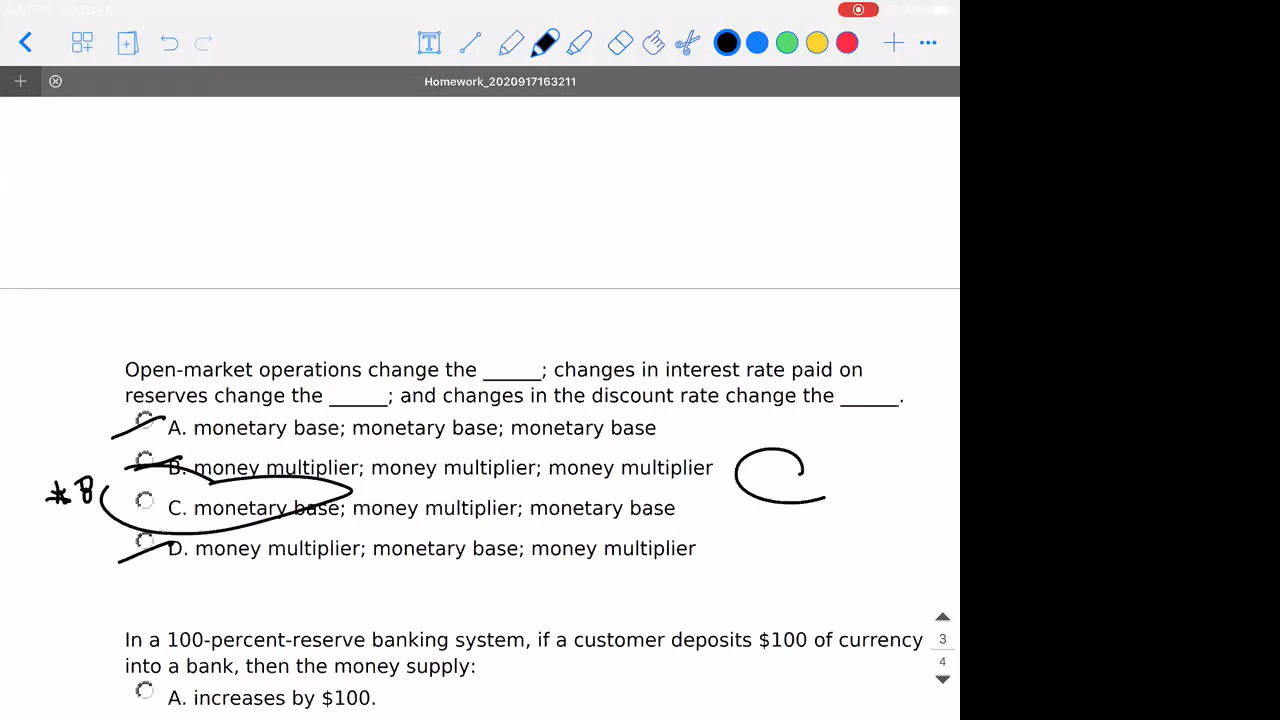 Homework_2020917163211
Open-market operations change the ______; changes in interest rate paid on
reserves change the ______; and changes in the discount rate change the ______.
A. monetary base; monetary base; monetary base
B. money multiplier; money multiplier; money multiplier
*B
C. monetary base; money multiplier; monetary base
D. money multiplier; monetary base; money multiplier
In a 100-percent-reserve banking system, if a customer deposits $100 of currency
3
into a bank, then the money supply:
4
A. increases by $100.